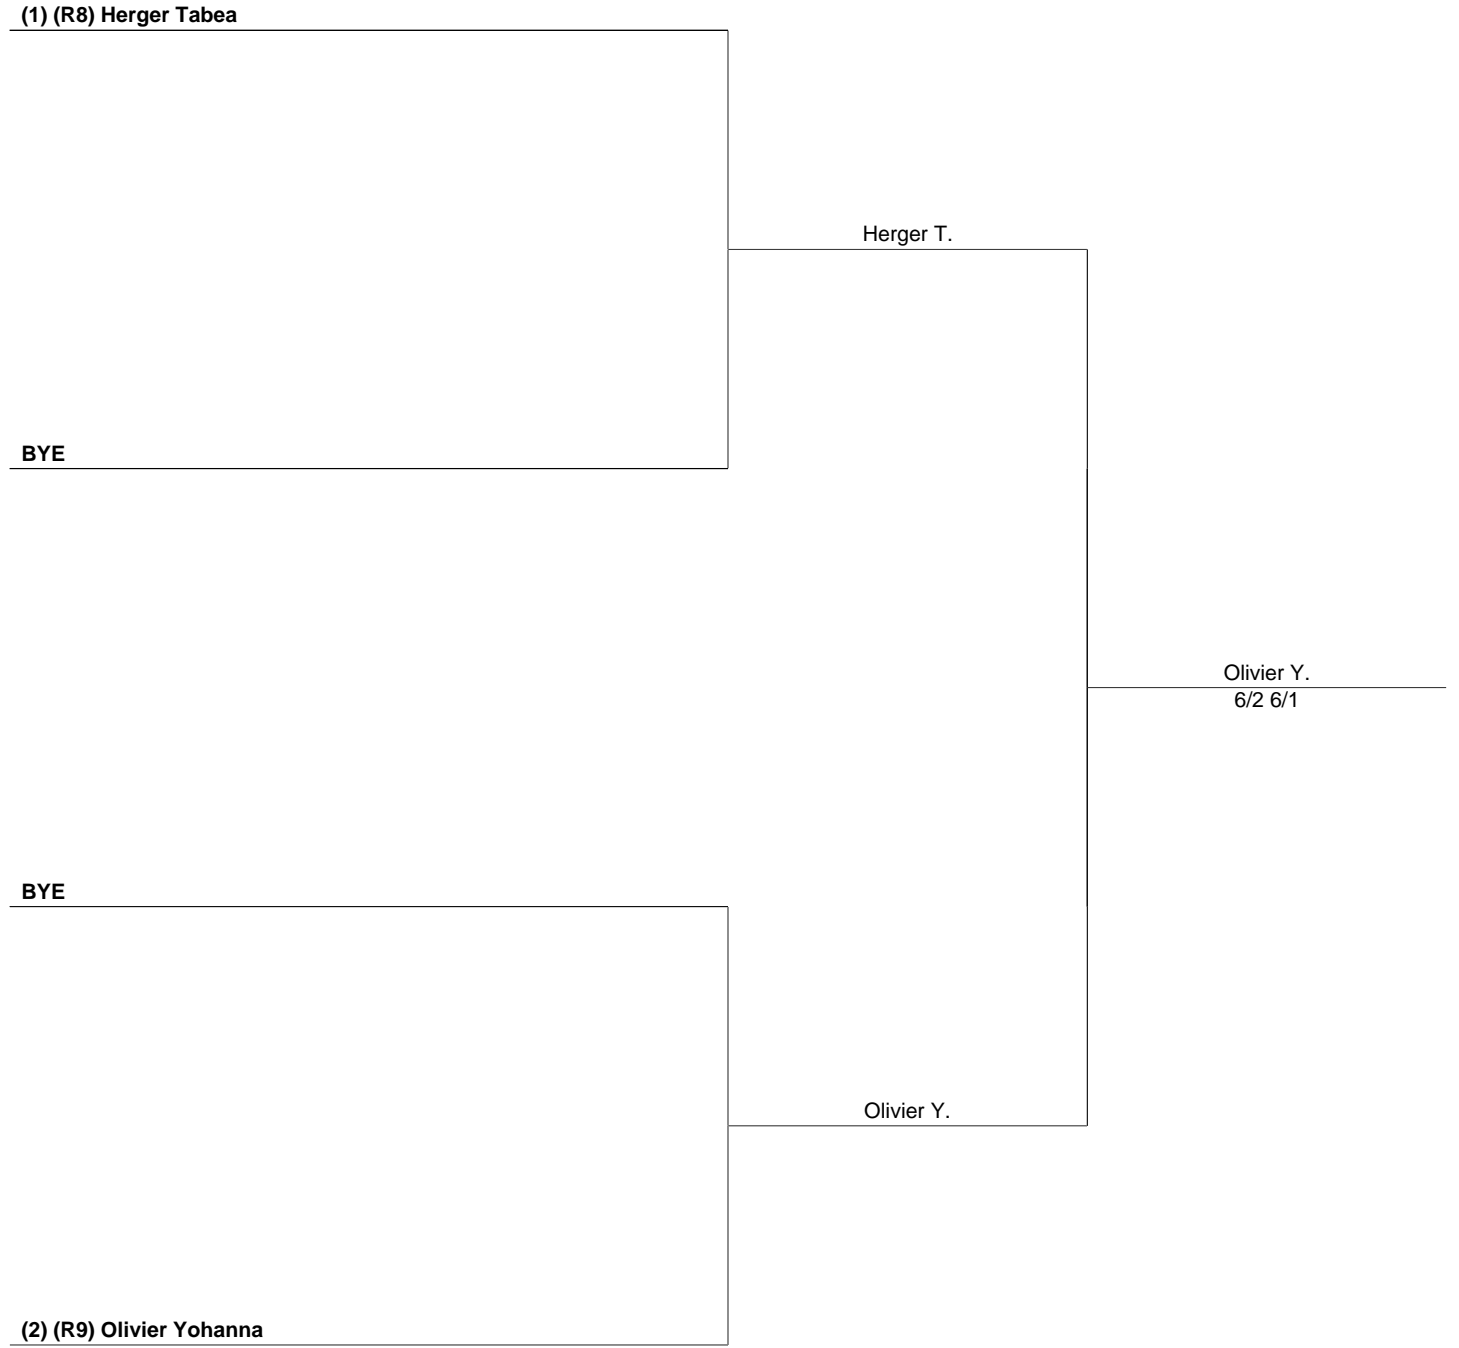 (1) (R8) Herger Tabea
Herger T.
BYE
Olivier Y.
6/2 6/1
BYE
Olivier Y.
(2) (R9) Olivier Yohanna